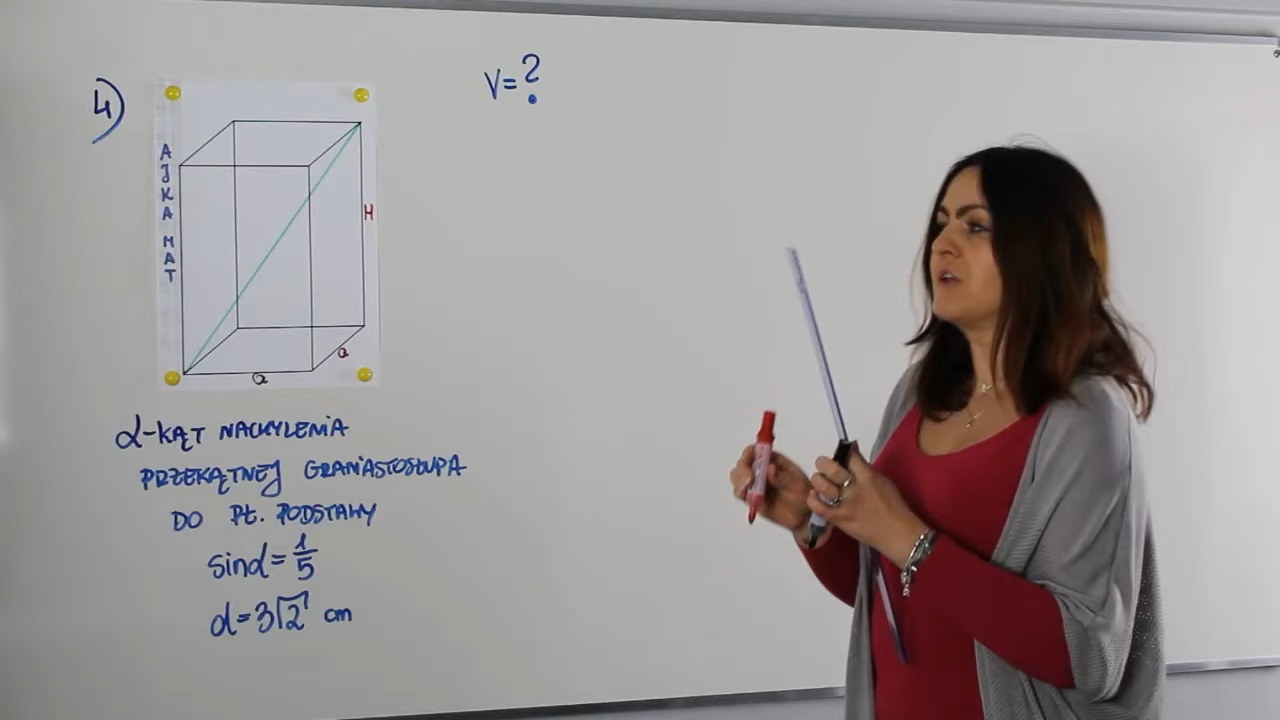 4)
V=?
AJKA MAT
H
a
a
α-KĄT NACHYLENIA
PRZEKĄTNEJ GRANIASTOSŁUPA
DO PŁ. PODSTAWY
sinα=1/5
d=3√2 cm